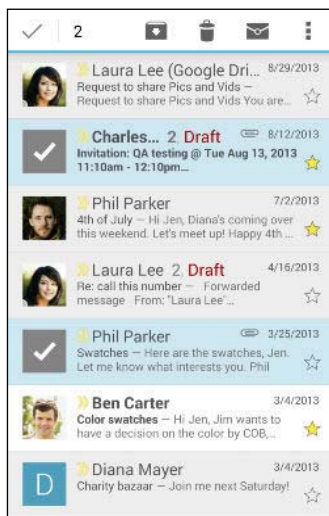 2
Laura Lee (Google Dri... 8/29/2013
Request to share Pics and Vids –
Request to share Pics and Vids You are...
Charles... 2, Draft 8/12/2013
Invitation: QA testing @ Tue Aug 13, 2013
11:10am - 12:10pm...
Phil Parker 7/2/2013
4th of July – Hi Jen, Diana's coming over
this weekend. Let's meet up! Happy 4th ...
Laura Lee 2, Draft 4/16/2013
Re: call this number – Forwarded
message From: "Laura Lee"...
Phil Parker 3/25/2013
Swatches – Here are the swatches, Jen.
Let me know what interests you. Phil
Ben Carter 3/4/2013
Color swatches – Hi Jen, Jim wants to
have a decision on the color by COB,...
D Diana Mayer 3/4/2013
Charity bazaar – Join me next Saturday!